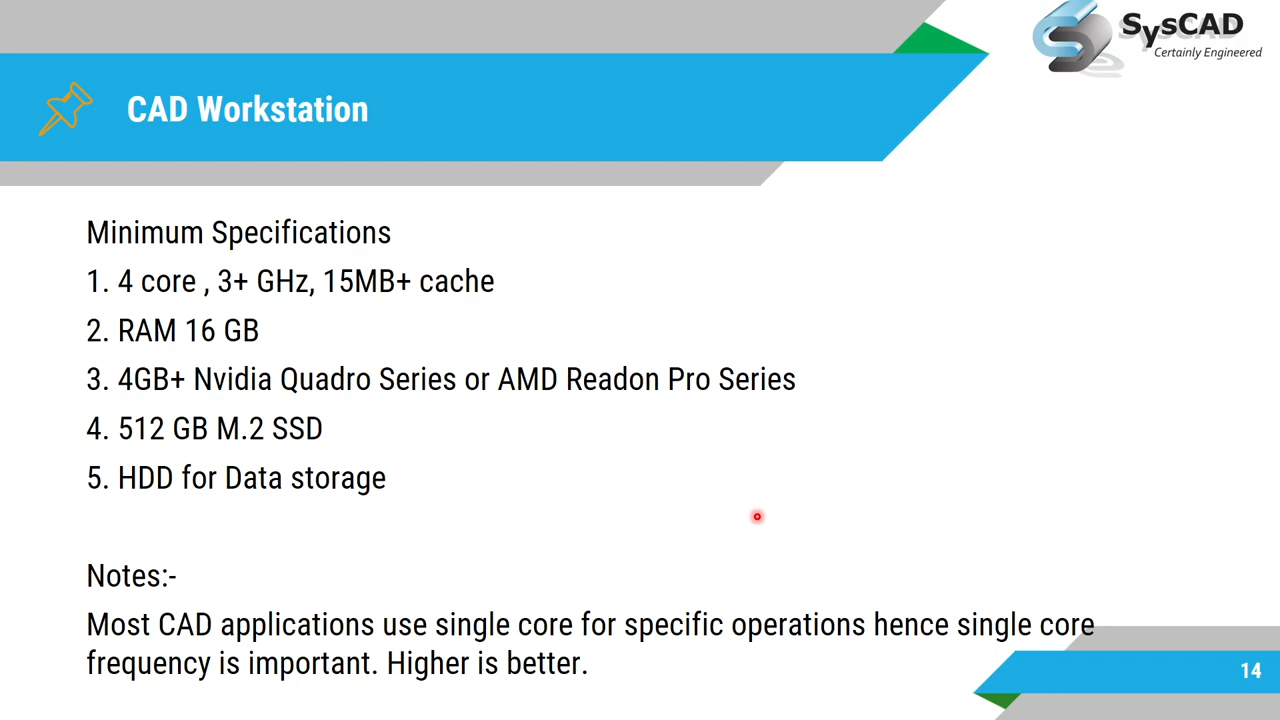 SysCAD
Certainly Engineered
CAD Workstation
Minimum Specifications
1. 4 core , 3+ GHz, 15MB+ cache
2. RAM 16 GB
3. 4GB+ Nvidia Quadro Series or AMD Readon Pro Series
4. 512 GB M.2 SSD
5. HDD for Data storage
Notes:-
Most CAD applications use single core for specific operations hence single core
frequency is important. Higher is better.
14